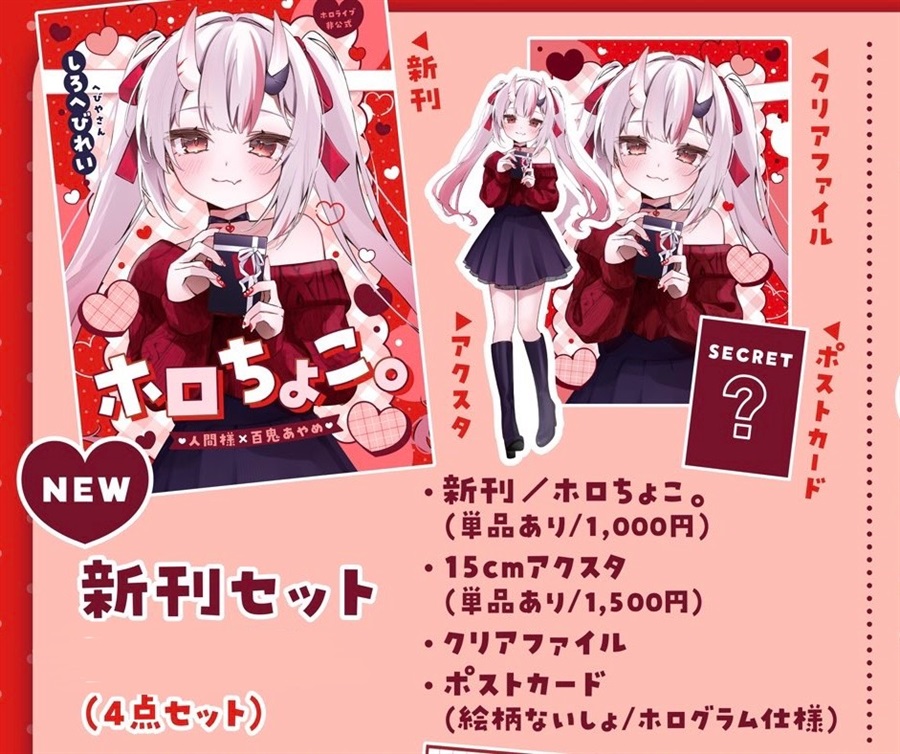 ホロライブ
非公式
しろへびれい
へびやさん
ホロちょこ。
♥人間様×百鬼あやめ♥
◀新刊
◀クリアファイル
▶アクスタ
◀ポストカード
SECRET
?
NEW
新刊セット
(4点セット)
・新刊／ホロちょこ。
(単品あり/1,000円)
・15cmアクスタ
(単品あり/1,500円)
・クリアファイル
・ポストカード
(絵柄ないしょ/ホログラム仕様)